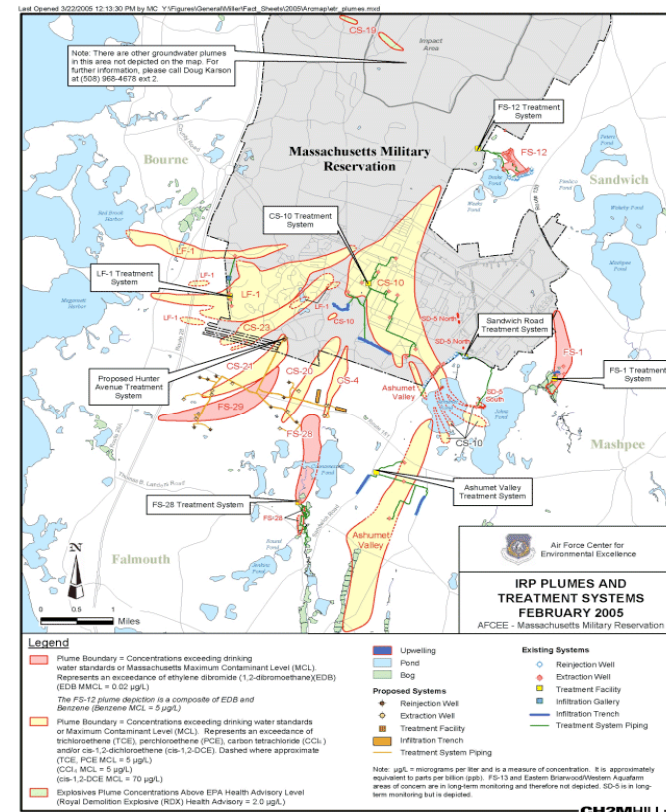 Last Opened 3/22/2005 12:13:30 PM by MC Y:\Figures\General\Miller\Fact_Sheets\2005\Arcmap\etr_plumes.mxd
CS-19
Impact
Area
Note: There are other groundwater plumes
in this area not depicted on the map. For
further information, please call Doug Karson
at (508) 968-4678 ext 2.
FS-12 Treatment
System
Massachusetts Military
Reservation
Bourne
FS-12
Sandwich
CS-10 Treatment
System
LF-1
LF-1 Treatment
System
LF-1
LF-1
CS-10
LF-1
LF-1
CS-10
CS-23
SD-5 North
SD-5 North
Sandwich Road
Treatment System
FS-1
Proposed Hunter
Avenue Treatment
System
CS-21
CS-20
CS-4
Ashumet
Valley
SD-5
South
FS-1 Treatment
System
FS-29
FS-28
CS-10
Mashpee
Ashumet Valley
Treatment System
FS-28 Treatment System
FS-28
Ashumet
Valley
Falmouth
N
0 0.5 1
Miles
Air Force Center for
Environmental Excellence
IRP PLUMES AND
TREATMENT SYSTEMS
FEBRUARY 2005
AFCEE - Massachusetts Military Reservation
Legend
Plume Boundary = Concentrations exceeding drinking
water standards or Massachusetts Maximum Contaminant Level (MCL).
Represents an exceedance of ethylene dibromide (1,2-dibromoethane)(EDB)
(EDB MMCL = 0.02 µg/L)
The FS-12 plume depiction is a composite of EDB and
Benzene (Benzene MCL = 5 µg/L)
Plume Boundary = Concentrations exceeding drinking water standards
or Maximum Contaminant Level (MCL). Represents an exceedance of
trichloroethene (TCE), perchloroethene (PCE), carbon tetrachloride (CCl₄)
and/or cis-1,2-dichloroethene (cis-1,2-DCE). Dashed where approximate
(TCE, PCE MCL = 5 µg/L)
(CCl₄ MCL = 5 µg/L)
(cis-1,2-DCE MCL = 70 µg/L)
Explosives Plume Concentrations Above EPA Health Advisory Level
(Royal Demolition Explosive (RDX) Health Advisory = 2.0 µg/L)
Upwelling
Pond
Bog
Proposed Systems
Reinjection Well
Extraction Well
Treatment Facility
Infiltration Trench
Treatment System Piping
Existing Systems
Reinjection Well
Extraction Well
Treatment Facility
Infiltration Gallery
Infiltration Trench
Treatment System Piping
Note: µg/L = micrograms per liter and is a measure of concentration. It is approximately
equivalent to parts per billion (ppb). FS-13 and Eastern Briarwood/Western Aquafarm
areas of concern are in long-term monitoring and therefore not depicted. SD-5 is in long-
term monitoring but is depicted.
CH2MHILL